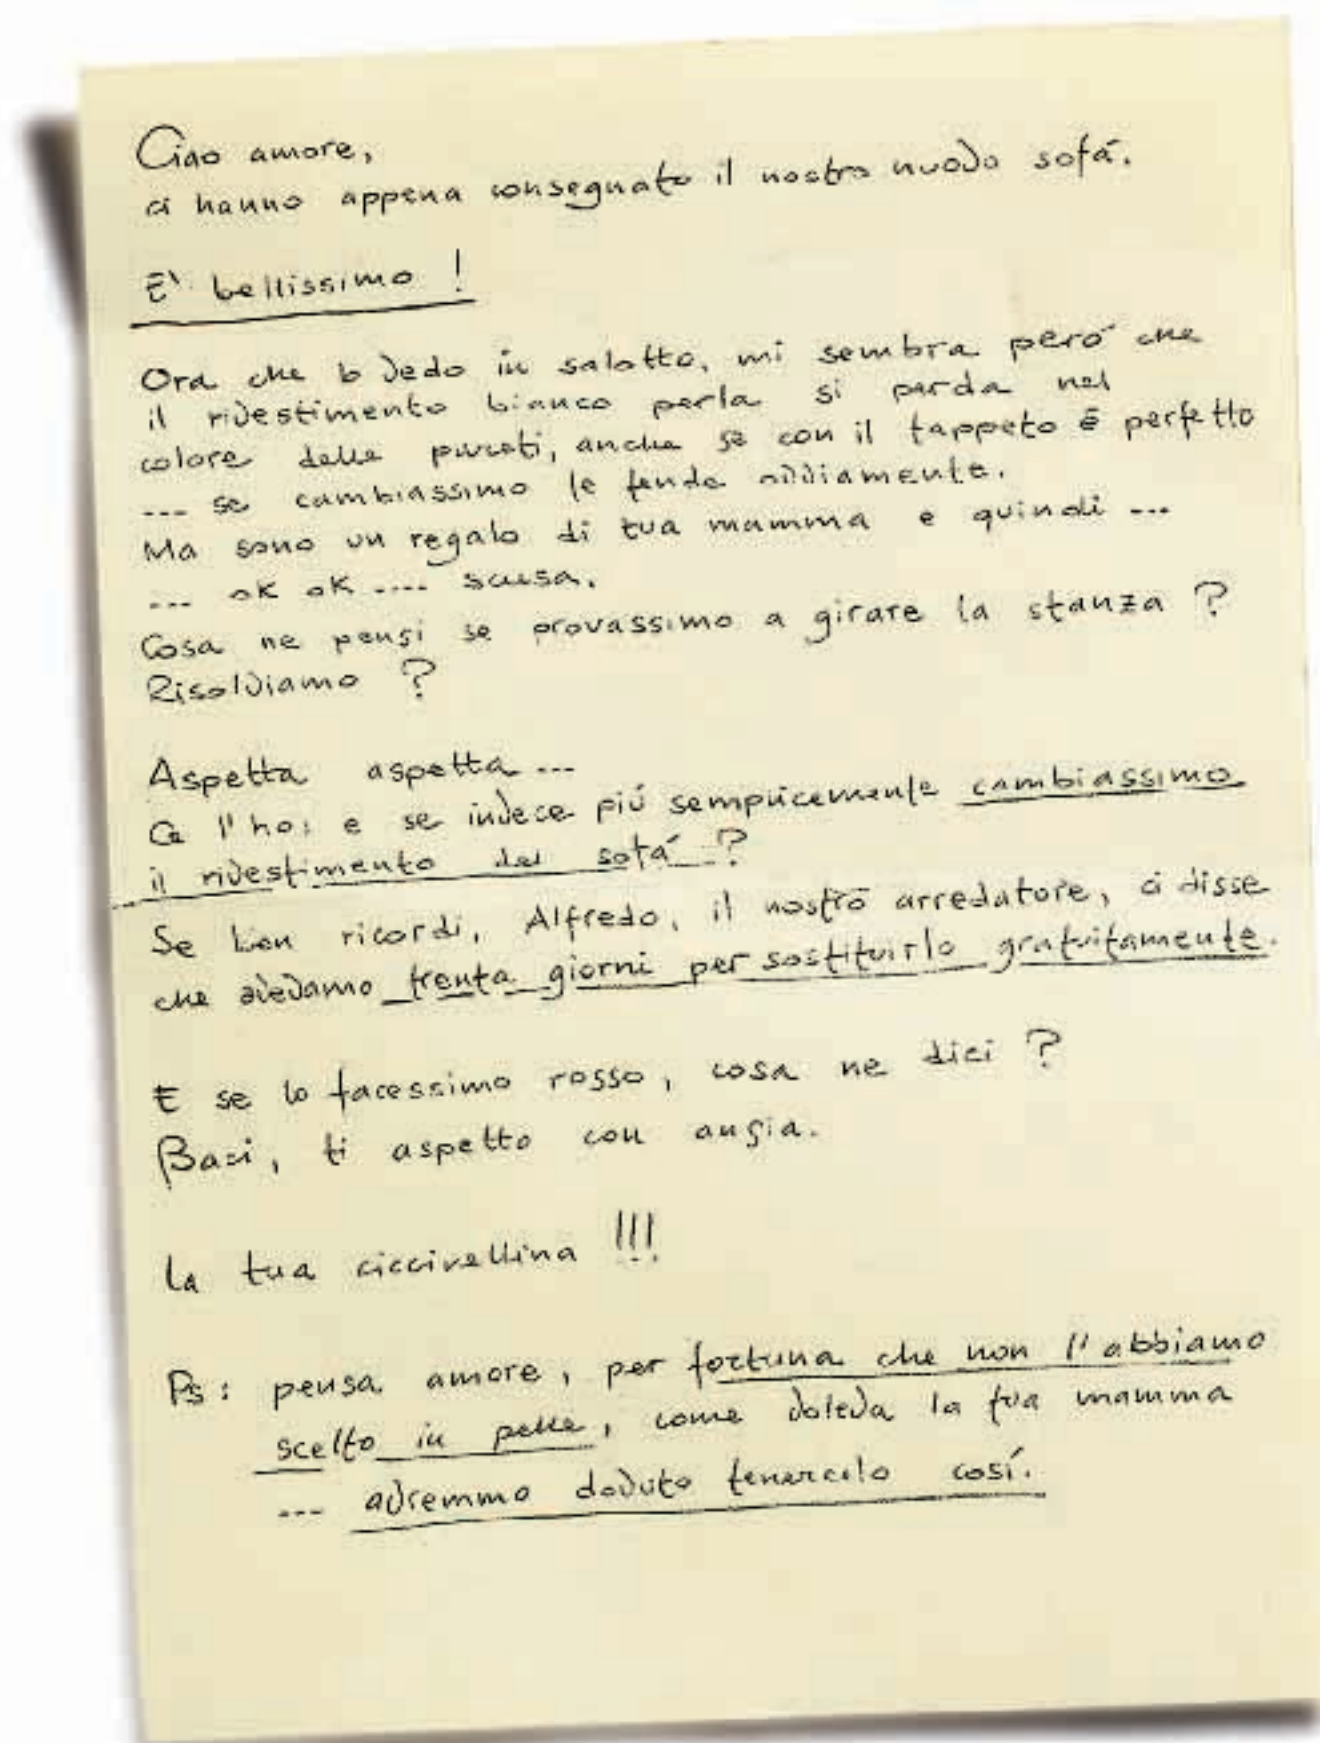 Ciao amore,
ci hanno appena consegnato il nostro nuovo sofá.
E' bellissimo !
Ora che lo vedo in salotto, mi sembra peró che
il rivestimento bianco perla si perda nel
colore delle pareti, anche se con il tappeto é perfetto
... se cambiassimo le tende ovviamente.
Ma sono un regalo di tua mamma e quindi ...
... ok ok .... scusa.
Cosa ne pensi se provassimo a girare la stanza ?
Risolviamo ?
Aspetta aspetta ...
Ce l'ho: e se invece piú semplicemente cambiassimo
il rivestimento del sofá ?
Se ben ricordi, Alfredo, il nostro arredatore, ci disse
che avevamo trenta giorni per sostituirlo gratuitamente.
E se lo facessimo rosso, cosa ne dici ?
Baci, ti aspetto con ansia.
La tua ciccirellina !!!
Ps: pensa amore, per fortuna che non l'abbiamo
scelto in pelle, come voleva la tua mamma
... avremmo dovuto tenercelo cosí.